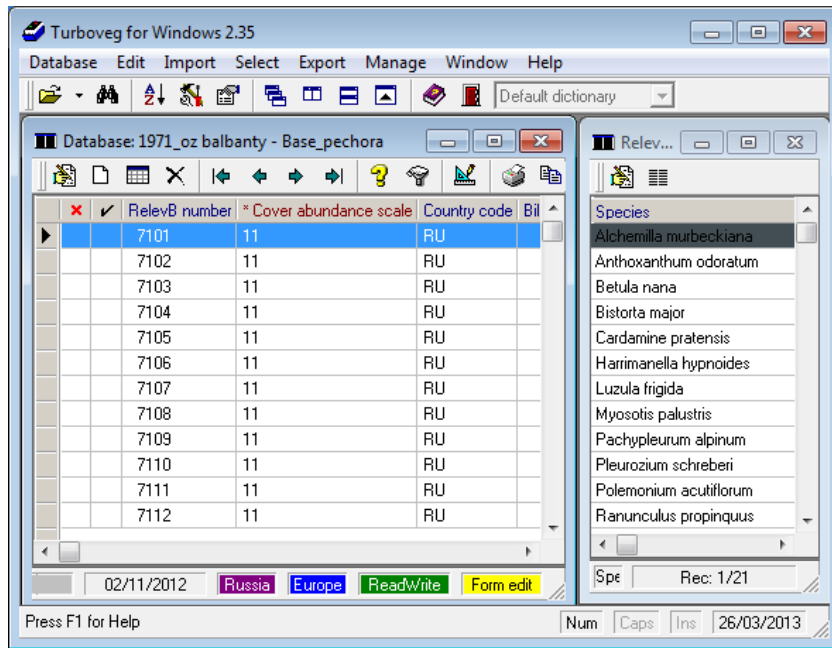 Turboveg for Windows 2.35
Database Edit Import Select Export Manage Window Help
Default dictionary
Database: 1971_oz balbanty - Base_pechora
RelevB number * Cover abundance scale Country code Bil
7101 11 RU
7102 11 RU
7103 11 RU
7104 11 RU
7105 11 RU
7106 11 RU
7107 11 RU
7108 11 RU
7109 11 RU
7110 11 RU
7111 11 RU
7112 11 RU
02/11/2012 Russia Europe ReadWrite Form edit
Relev...
Species
Alchemilla murbeckiana
Anthoxanthum odoratum
Betula nana
Bistorta major
Cardamine pratensis
Harrimanella hypnoides
Luzula frigida
Myosotis palustris
Pachypleurum alpinum
Pleurozium schreberi
Polemonium acutiflorum
Ranunculus propinquus
Spe Rec: 1/21
Press F1 for Help
Num Caps Ins 26/03/2013